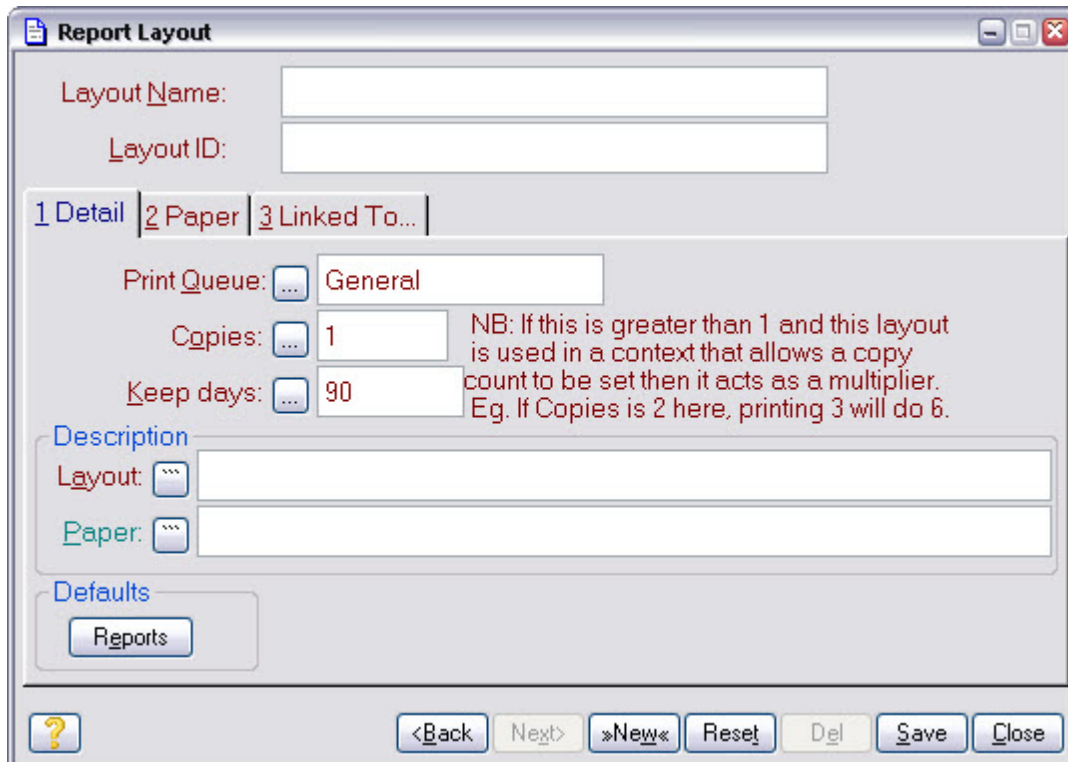 Report Layout
Layout Name:
Layout ID:
1 Detail 2 Paper 3 Linked To...
Print Queue: ... General
Copies: ... 1
NB: If this is greater than 1 and this layout
is used in a context that allows a copy
count to be set then it acts as a multiplier.
Eg. If Copies is 2 here, printing 3 will do 6.
Keep days: ... 90
Description
Layout:
Paper:
Defaults
Reports
? <Back Next> »New« Reset Del Save Close